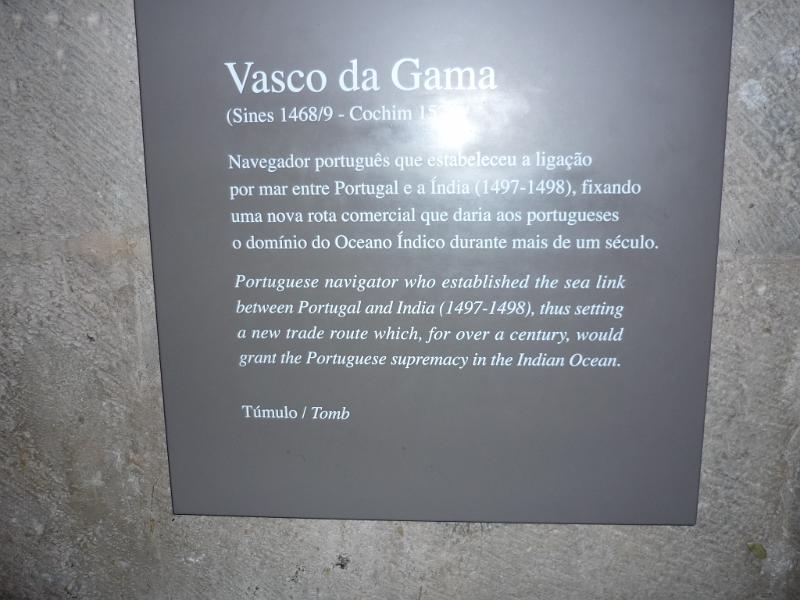 Vasco da Gama
(Sines 1468/9 - Cochim
Navegador português que estabeleceu a ligação
por mar entre Portugal e a Índia (1497-1498), fixando
uma nova rota comercial que daria aos portugueses
o domínio do Oceano Índico durante mais de um século.
Portuguese navigator who established the sea link
between Portugal and India (1497-1498), thus setting
a new trade route which, for over a century, would
grant the Portuguese supremacy in the Indian Ocean.
Túmulo / Tomb